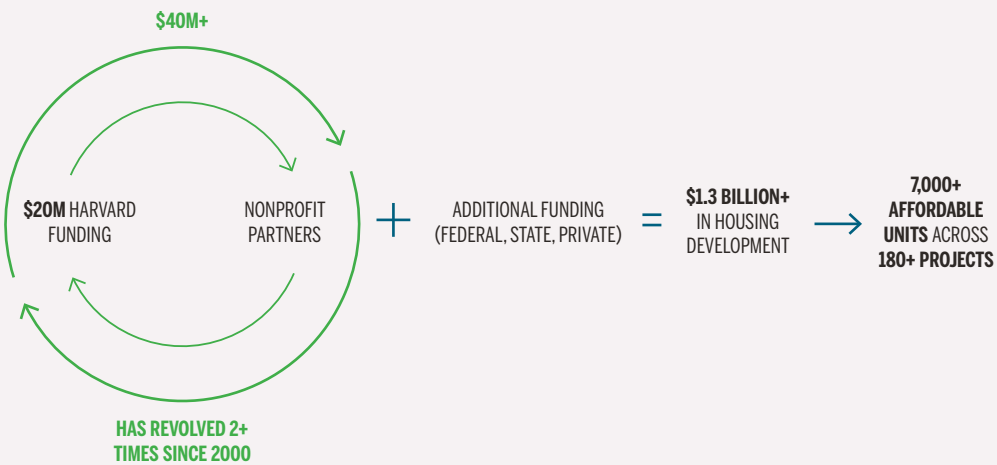 $40M+
$20M HARVARD
FUNDING
NONPROFIT
PARTNERS
+
ADDITIONAL FUNDING
(FEDERAL, STATE, PRIVATE)
=
$1.3 BILLION+
IN HOUSING
DEVELOPMENT
7,000+
AFFORDABLE
UNITS ACROSS
180+ PROJECTS
HAS REVOLVED 2+
TIMES SINCE 2000